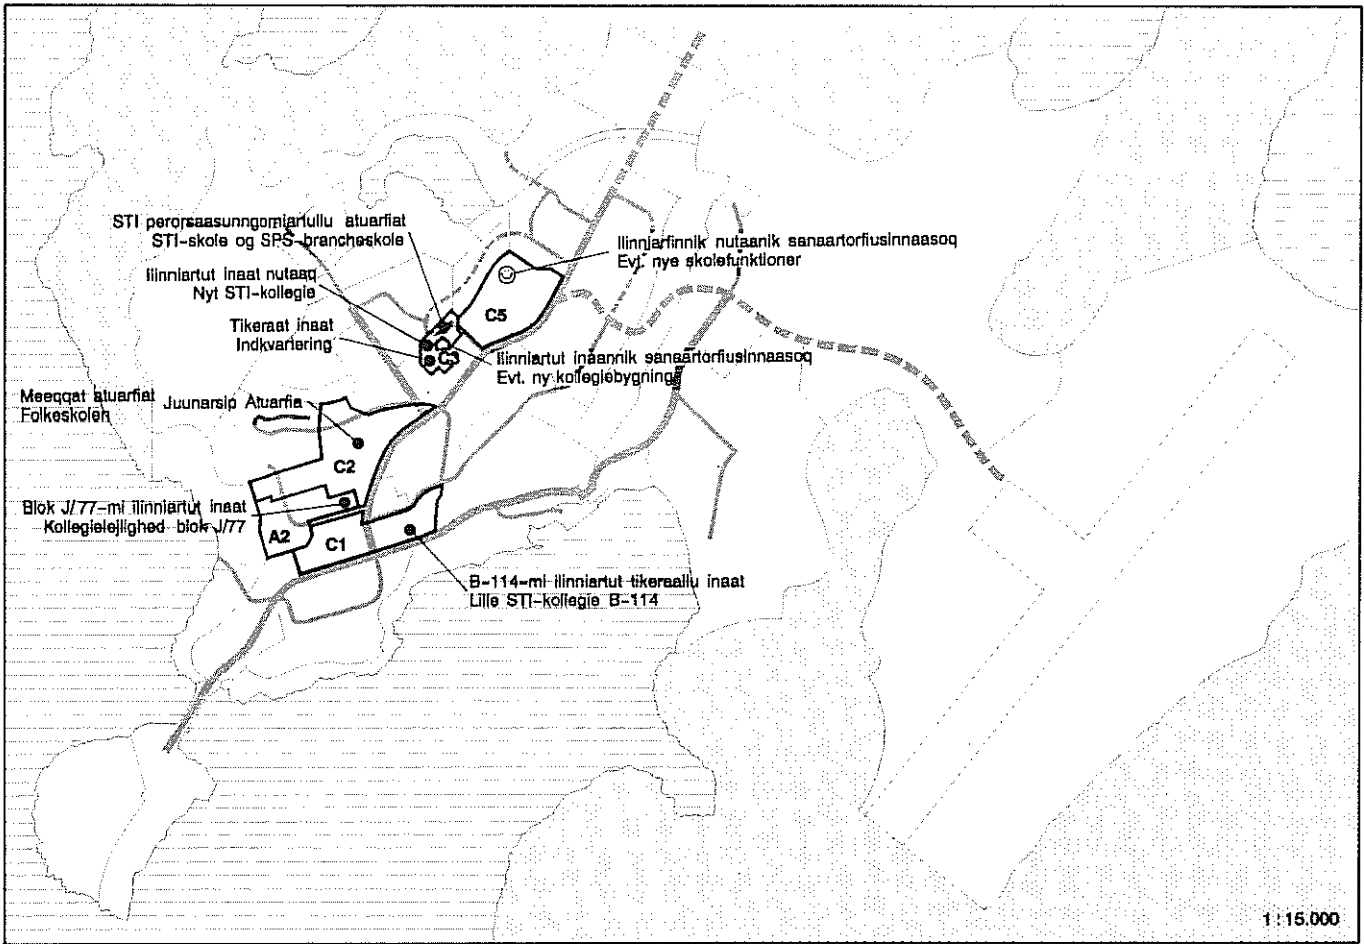 STI perorsaasunngorniartullu atuarfiat
STI-skole og SPS-brancheskole
Ilinniartut inaat nutaaq
Nyt STI-kollegie
Tikeraat inaat
Indkvartering
Ilinniarfinnik nutaanik sanaartorfiusinnaasoq
Evt. nye skolefunktioner
C5
C3
Ilinniartut inaannik sanaartorfiusinnaasoq
Evt. ny kollegiebygning
Meeqqat atuarfiat
Folkeskolen
Juunarsip Atuarfia
C2
Blok J/77-mi ilinniartut inaat
Kollegielejlighed blok J/77
A2
C1
B-114-mi ilinniartut tikeraallu inaat
Lille STI-kollegie B-114
1:15.000